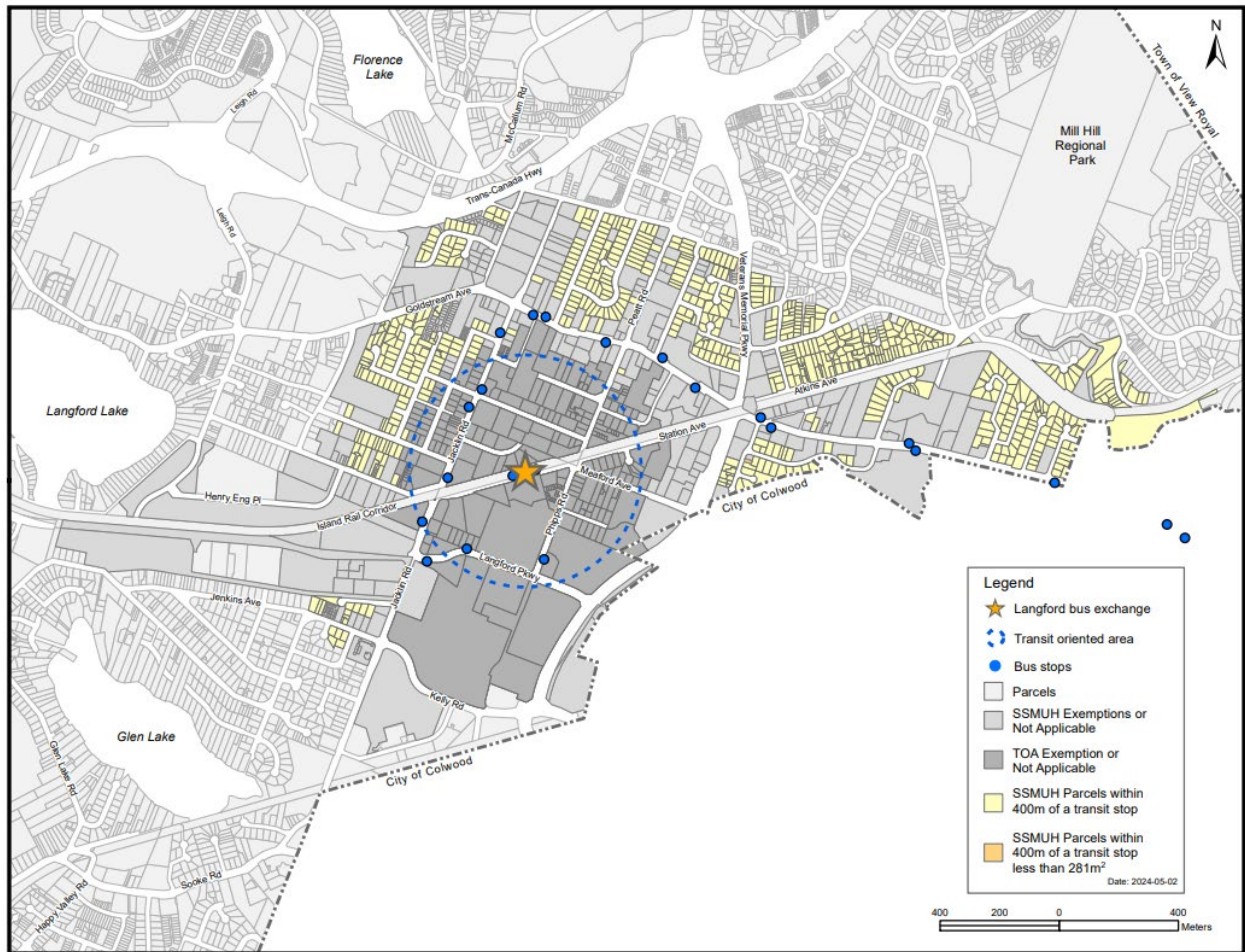 N
Florence
Lake
McCallum Rd
Leigh Rd
Town of View Royal
Mill Hill
Regional
Park
Trans-Canada Hwy
Leigh Rd
Goldstream Ave
Peatt Rd
Veterans Memorial Pkwy
Atkins Ave
Langford Lake
Jacklin Rd
Station Ave
Meaford Ave
Henry Eng Pl
Phipps Rd
City of Colwood
Island Rail Corridor
Langford Pkwy
Jacklin Rd
Jenkins Ave
Kelly Rd
Glen Lake
Glen Lake Rd
City of Colwood
Sooke Rd
Happy Valley Rd
Legend
Langford bus exchange
Transit oriented area
Bus stops
Parcels
SSMUH Exemptions or
Not Applicable
TOA Exemption or
Not Applicable
SSMUH Parcels within
400m of a transit stop
SSMUH Parcels within
400m of a transit stop
less than 281m²
Date: 2024-05-02
400 200 0 400
Meters